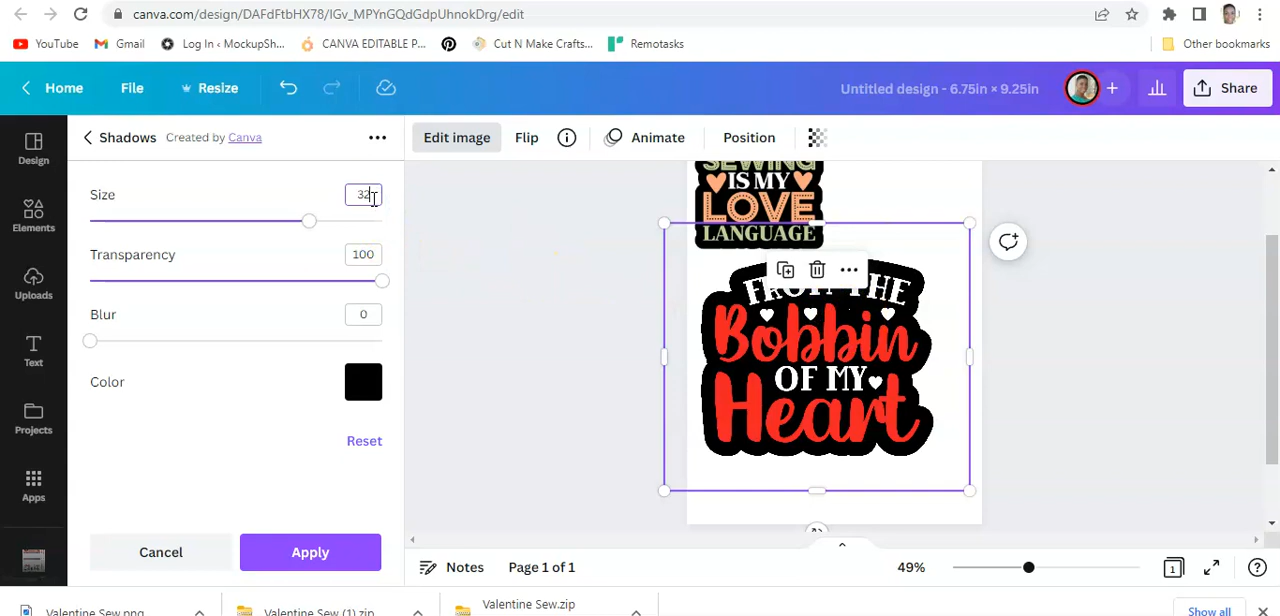 canva.com/design/DAFdFtbHX78/IGv_MPYnGQdGdpUhnokDrg/edit
YouTube
Gmail
Log In ‹ MockupSh...
CANVA EDITABLE P...
Cut N Make Crafts...
Remotasks
Other bookmarks
Home
File
Resize
Untitled design - 6.75in × 9.25in
Share
Shadows Created by Canva
Edit image
Flip
Animate
Position
Design
Elements
Uploads
Text
Projects
Apps
Size
32
Transparency
100
Blur
0
Color
Reset
Cancel
Apply
SEWING
IS MY
LOVE
LANGUAGE
FROM THE
Bobbin
OF MY
Heart
Notes
Page 1 of 1
49%
1
Valentine Sew.png
Valentine Sew (1).zip
Valentine Sew.zip
Show all